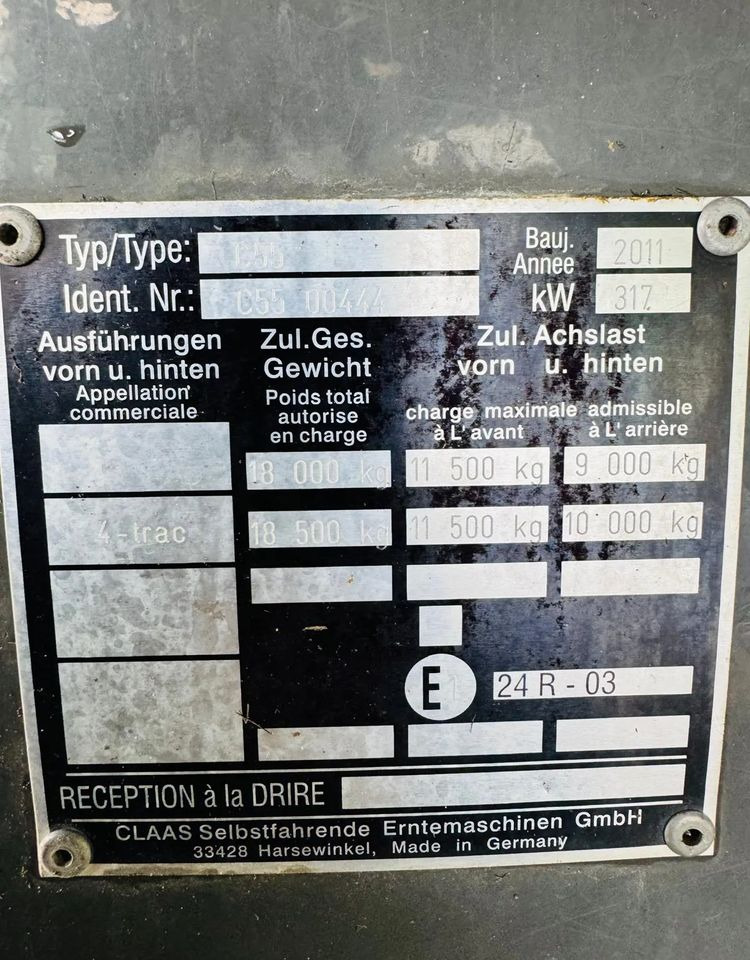 Typ/Type: C55 Bauj. Annee 2011
Ident. Nr.: C55 00444 kW 317
Ausführungen vorn u. hinten Zul.Ges. Gewicht Zul. Achslast vorn u. hinten
Appellation commerciale Poids total autorise en charge charge maximale admissible à L'avant à L'arrière
18 000 kg 11 500 kg 9 000 kg
4-trac 18 500 kg 11 500 kg 10 000 kg
E1 24 R - 03
RECEPTION à la DRIRE
CLAAS Selbstfahrende Erntemaschinen GmbH
33428 Harsewinkel, Made in Germany